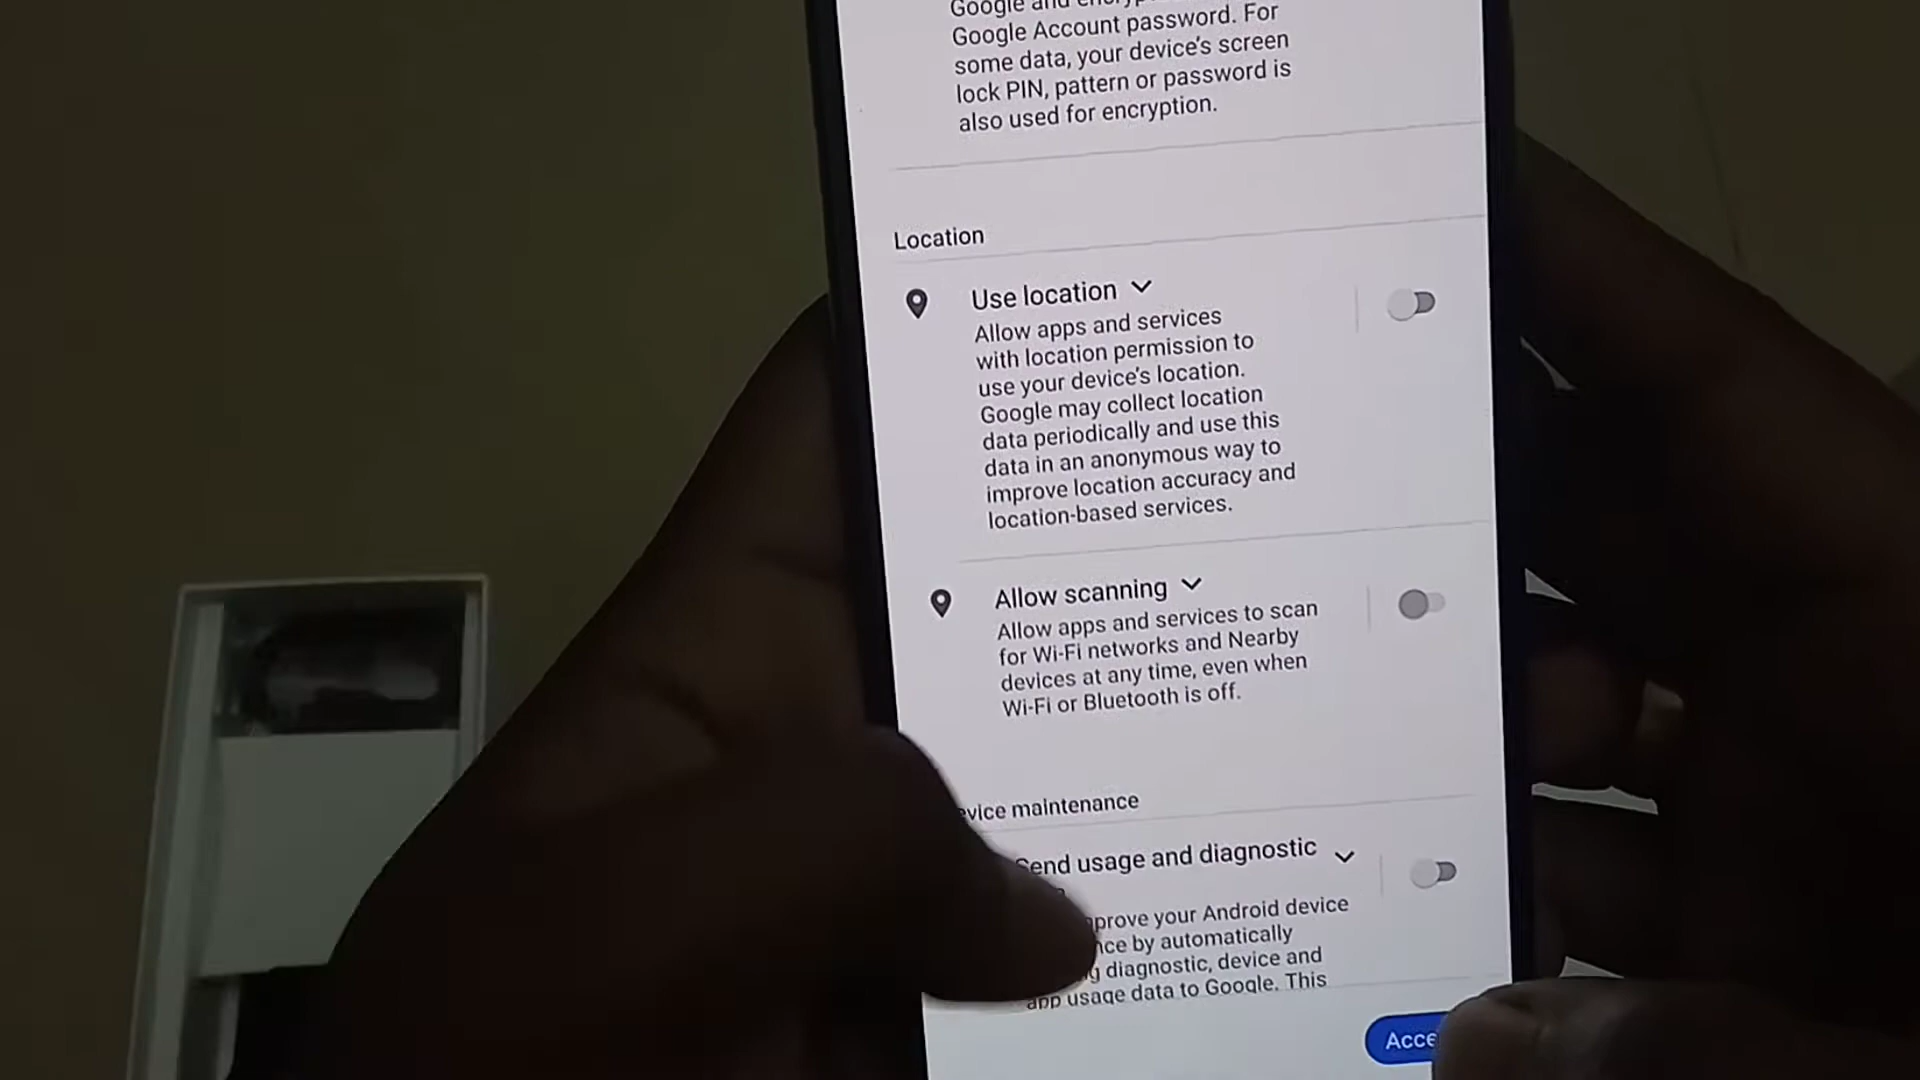 Google and
Google Account password. For
some data, your device's screen
lock PIN, pattern or password is
also used for encryption.
Location
Use location
Allow apps and services
with location permission to
use your device's location.
Google may collect location
data periodically and use this
data in an anonymous way to
improve location accuracy and
location-based services.
Allow scanning
Allow apps and services to scan
for Wi-Fi networks and Nearby
devices at any time, even when
Wi-Fi or Bluetooth is off.
vice maintenance
Send usage and diagnostic
prove your Android device
nce by automatically
g diagnostic, device and
app usage data to Google. This
Acce